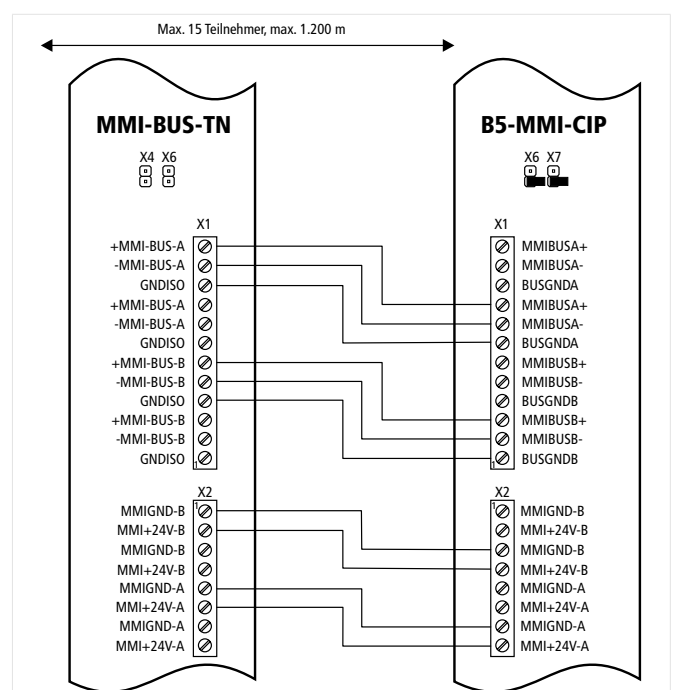 Max. 15 Teilnehmer, max. 1.200 m
MMI-BUS-TN
X4 X6
X1
+MMI-BUS-A
-MMI-BUS-A
GNDISO
+MMI-BUS-A
-MMI-BUS-A
GNDISO
+MMI-BUS-B
-MMI-BUS-B
GNDISO
+MMI-BUS-B
-MMI-BUS-B
GNDISO
1
X2
1
MMIGND-B
MMI+24V-B
MMIGND-B
MMI+24V-B
MMIGND-A
MMI+24V-A
MMIGND-A
MMI+24V-A
B5-MMI-CIP
X6 X7
X1
MMIBUSA+
MMIBUSA-
BUSGNDA
MMIBUSA+
MMIBUSA-
BUSGNDA
MMIBUSB+
MMIBUSB-
BUSGNDB
MMIBUSB+
MMIBUSB-
BUSGNDB
1
X2
1
MMIGND-B
MMI+24V-B
MMIGND-B
MMI+24V-B
MMIGND-A
MMI+24V-A
MMIGND-A
MMI+24V-A